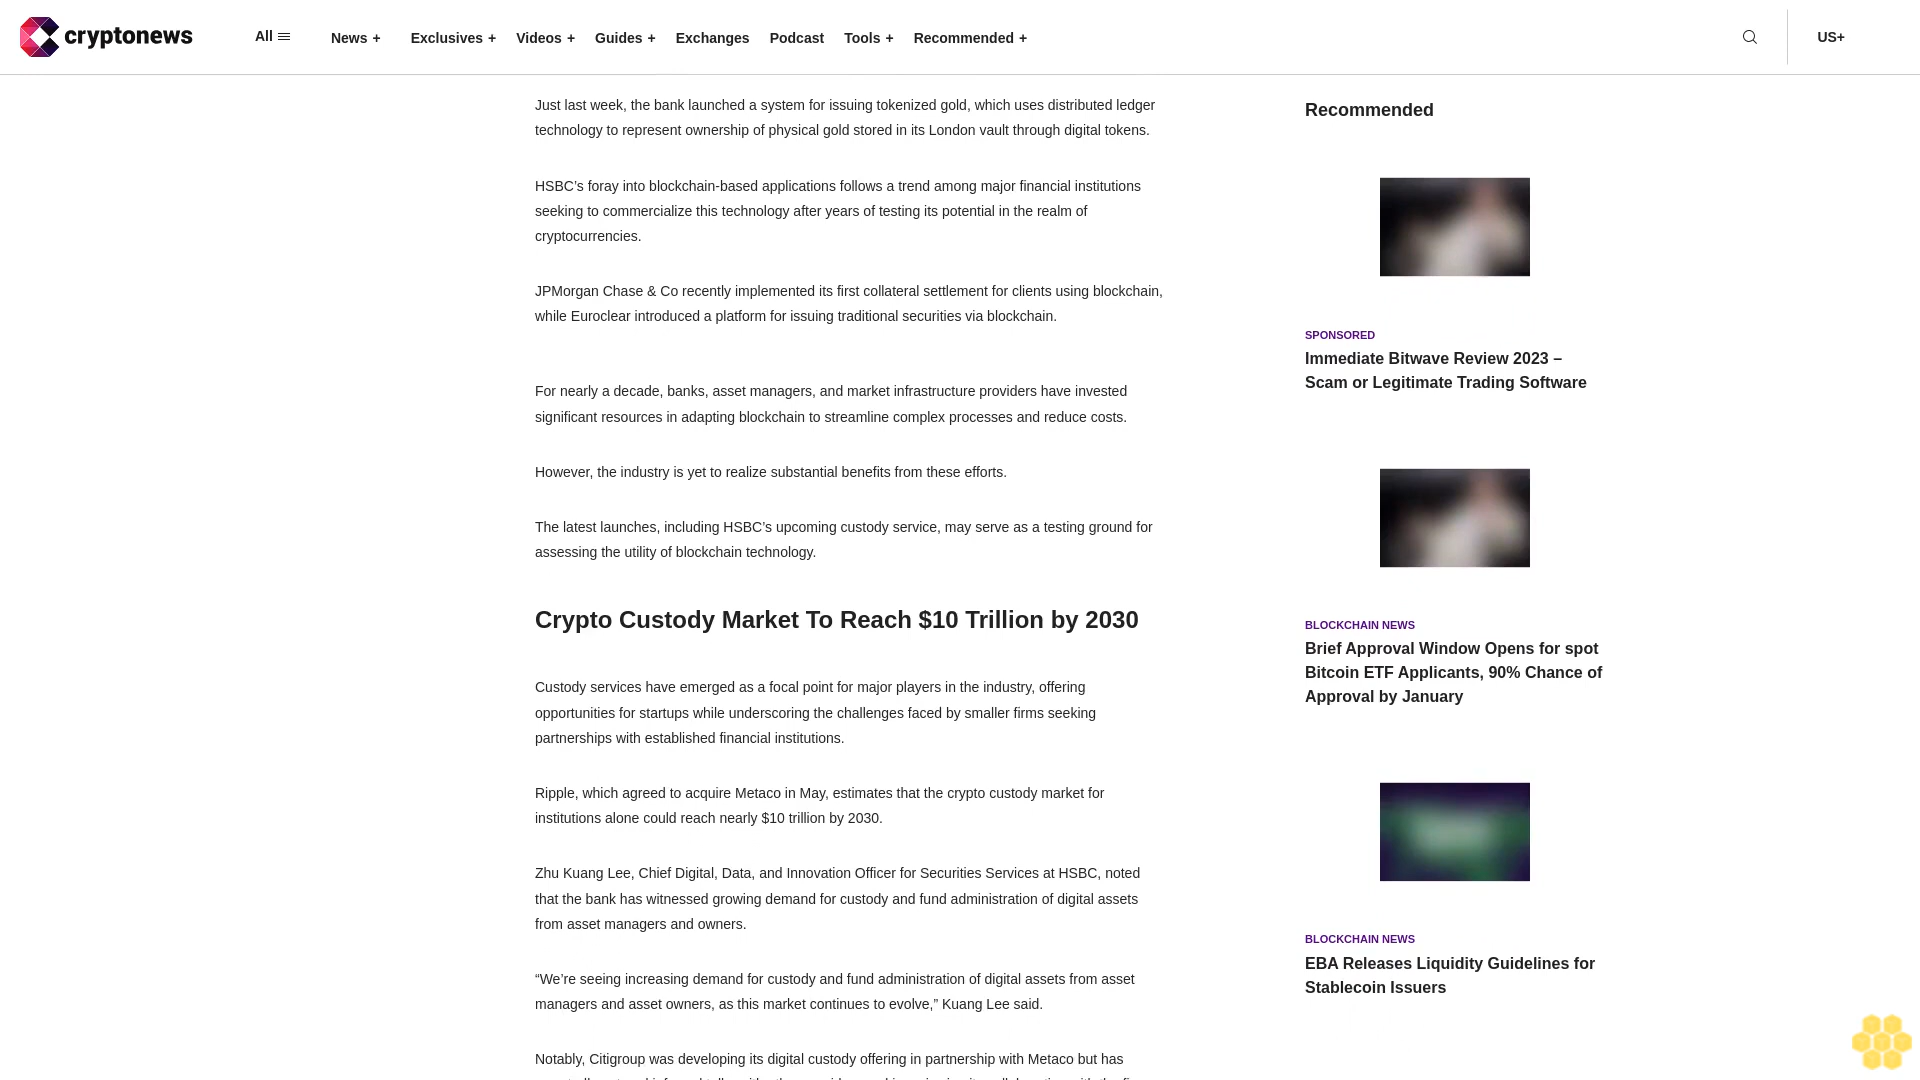 cryptonews
All
News +
Exclusives +
Videos +
Guides +
Exchanges
Podcast
Tools +
Recommended +
US+
Just last week, the bank launched a system for issuing tokenized gold, which uses distributed ledger
technology to represent ownership of physical gold stored in its London vault through digital tokens.
HSBC’s foray into blockchain-based applications follows a trend among major financial institutions
seeking to commercialize this technology after years of testing its potential in the realm of
cryptocurrencies.
JPMorgan Chase & Co recently implemented its first collateral settlement for clients using blockchain,
while Euroclear introduced a platform for issuing traditional securities via blockchain.
For nearly a decade, banks, asset managers, and market infrastructure providers have invested
significant resources in adapting blockchain to streamline complex processes and reduce costs.
However, the industry is yet to realize substantial benefits from these efforts.
The latest launches, including HSBC’s upcoming custody service, may serve as a testing ground for
assessing the utility of blockchain technology.
Crypto Custody Market To Reach $10 Trillion by 2030
Custody services have emerged as a focal point for major players in the industry, offering
opportunities for startups while underscoring the challenges faced by smaller firms seeking
partnerships with established financial institutions.
Ripple, which agreed to acquire Metaco in May, estimates that the crypto custody market for
institutions alone could reach nearly $10 trillion by 2030.
Zhu Kuang Lee, Chief Digital, Data, and Innovation Officer for Securities Services at HSBC, noted
that the bank has witnessed growing demand for custody and fund administration of digital assets
from asset managers and owners.
“We’re seeing increasing demand for custody and fund administration of digital assets from asset
managers and asset owners, as this market continues to evolve,” Kuang Lee said.
Notably, Citigroup was developing its digital custody offering in partnership with Metaco but has
Recommended
SPONSORED
Immediate Bitwave Review 2023 –
Scam or Legitimate Trading Software
BLOCKCHAIN NEWS
Brief Approval Window Opens for spot
Bitcoin ETF Applicants, 90% Chance of
Approval by January
BLOCKCHAIN NEWS
EBA Releases Liquidity Guidelines for
Stablecoin Issuers